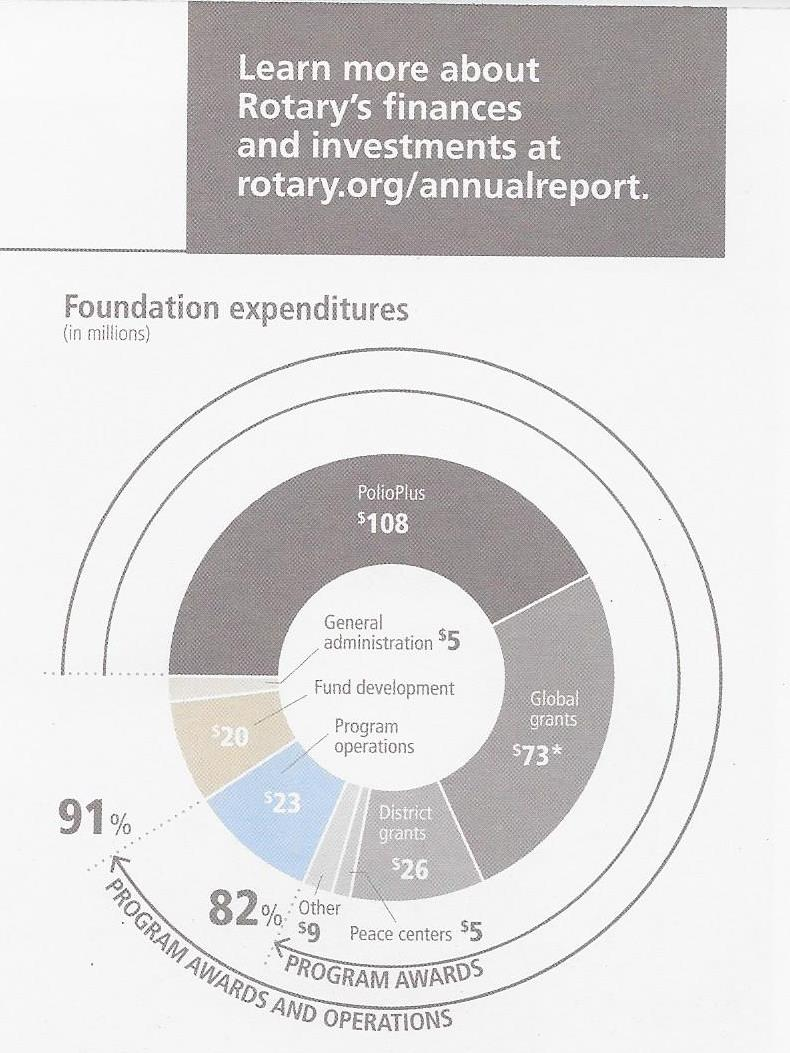 Learn more about
Rotary's finances
and investments at
rotary.org/annualreport.
Foundation expenditures
(in millions)
PolioPlus
$108
General
administration $5
Fund development
$20
Program
operations
$23
Global
grants
$73*
District
grants
$26
91%
82%
Other
$9
Peace centers $5
PROGRAM AWARDS
PROGRAM AWARDS AND OPERATIONS